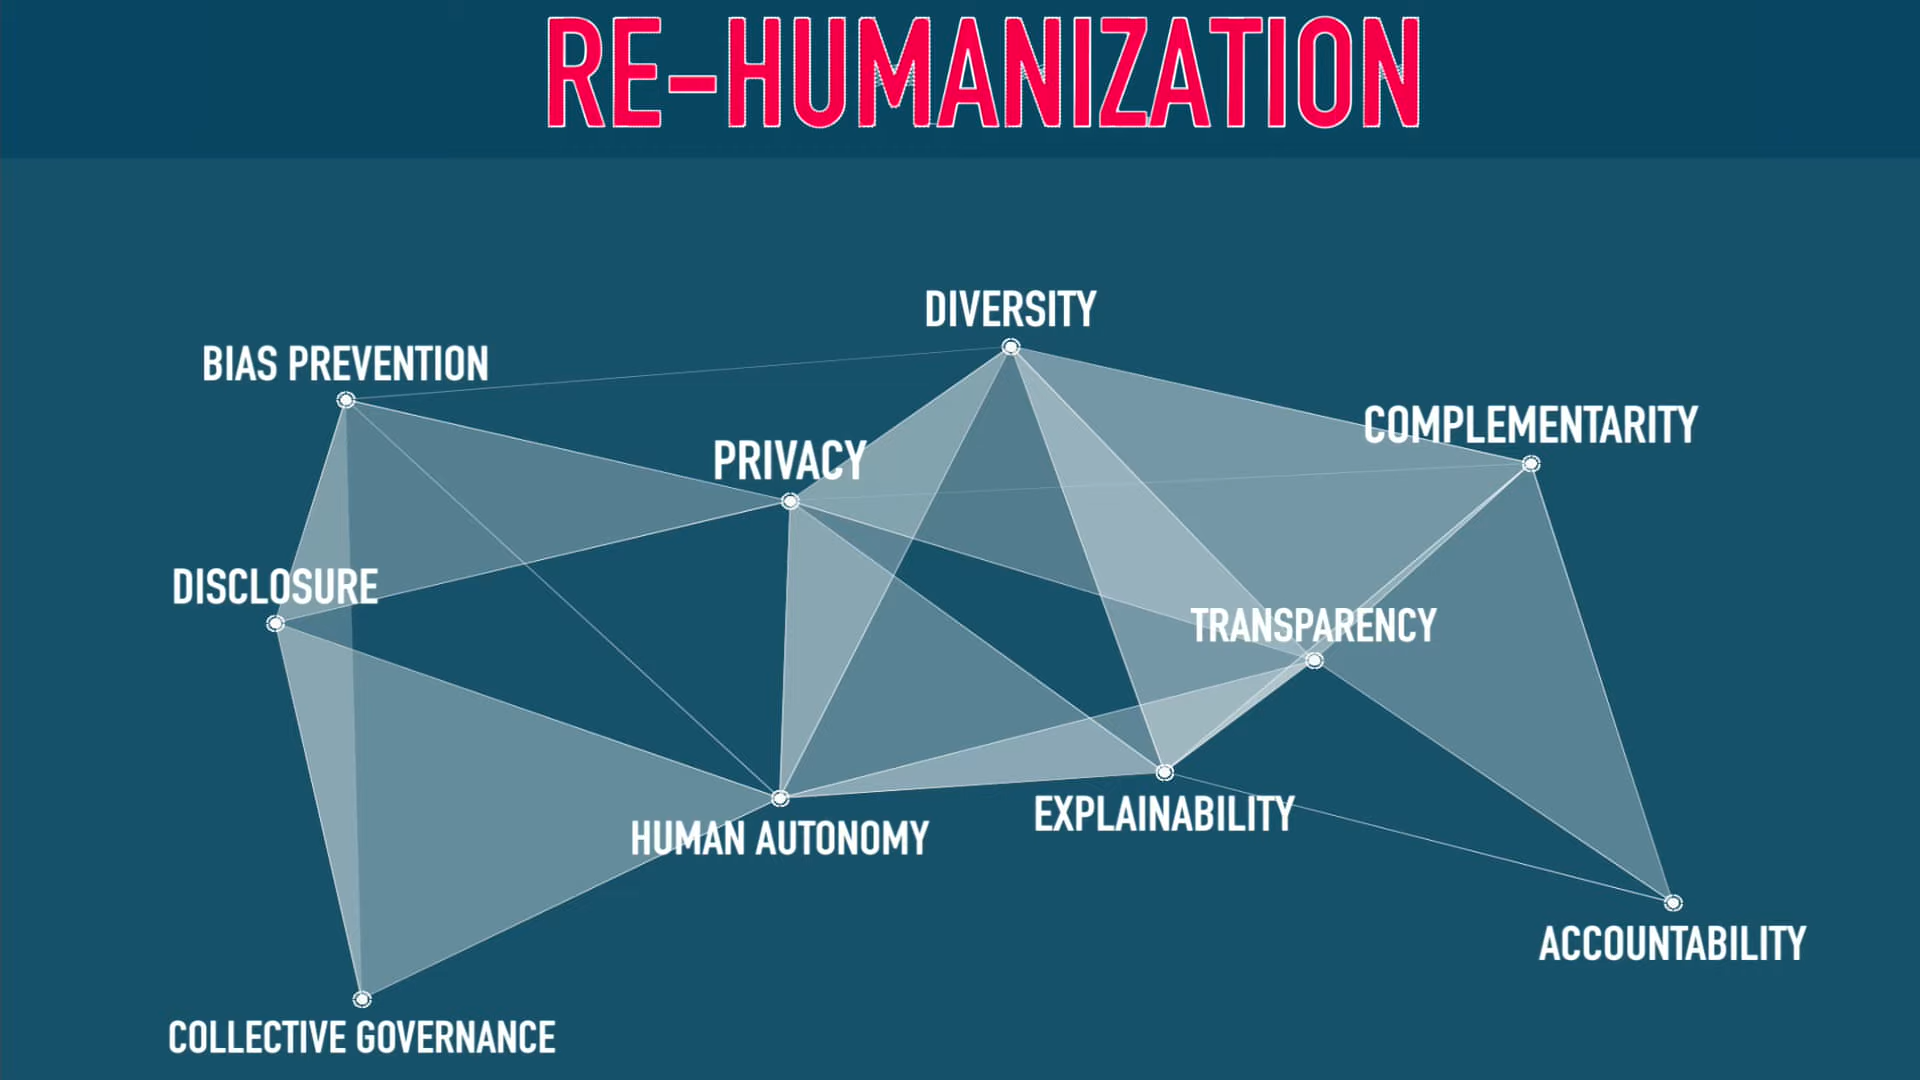 RE-HUMANIZATION
DIVERSITY
BIAS PREVENTION
COMPLEMENTARITY
PRIVACY
DISCLOSURE
TRANSPARENCY
EXPLAINABILITY
HUMAN AUTONOMY
ACCOUNTABILITY
COLLECTIVE GOVERNANCE